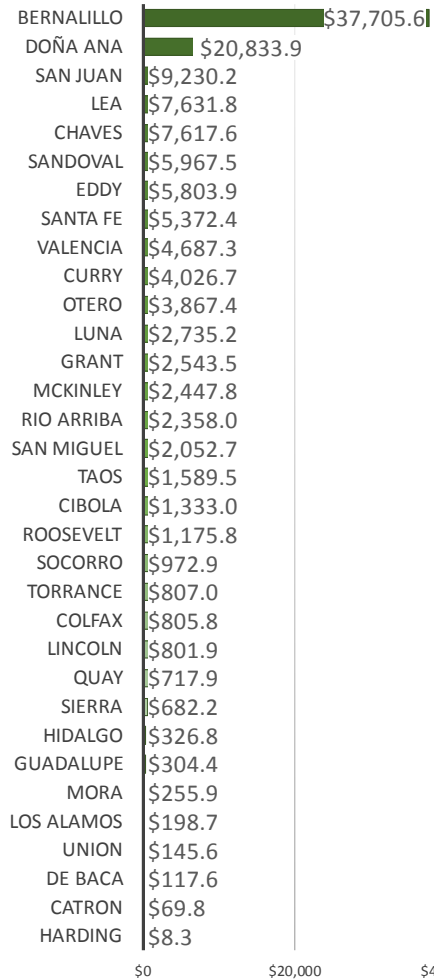 BERNALILLO $37,705.6
DOÑA ANA $20,833.9
SAN JUAN $9,230.2
LEA $7,631.8
CHAVES $7,617.6
SANDOVAL $5,967.5
EDDY $5,803.9
SANTA FE $5,372.4
VALENCIA $4,687.3
CURRY $4,026.7
OTERO $3,867.4
LUNA $2,735.2
GRANT $2,543.5
MCKINLEY $2,447.8
RIO ARRIBA $2,358.0
SAN MIGUEL $2,052.7
TAOS $1,589.5
CIBOLA $1,333.0
ROOSEVELT $1,175.8
SOCORRO $972.9
TORRANCE $807.0
COLFAX $805.8
LINCOLN $801.9
QUAY $717.9
SIERRA $682.2
HIDALGO $326.8
GUADALUPE $304.4
MORA $255.9
LOS ALAMOS $198.7
UNION $145.6
DE BACA $117.6
CATRON $69.8
HARDING $8.3
$0 $20,000